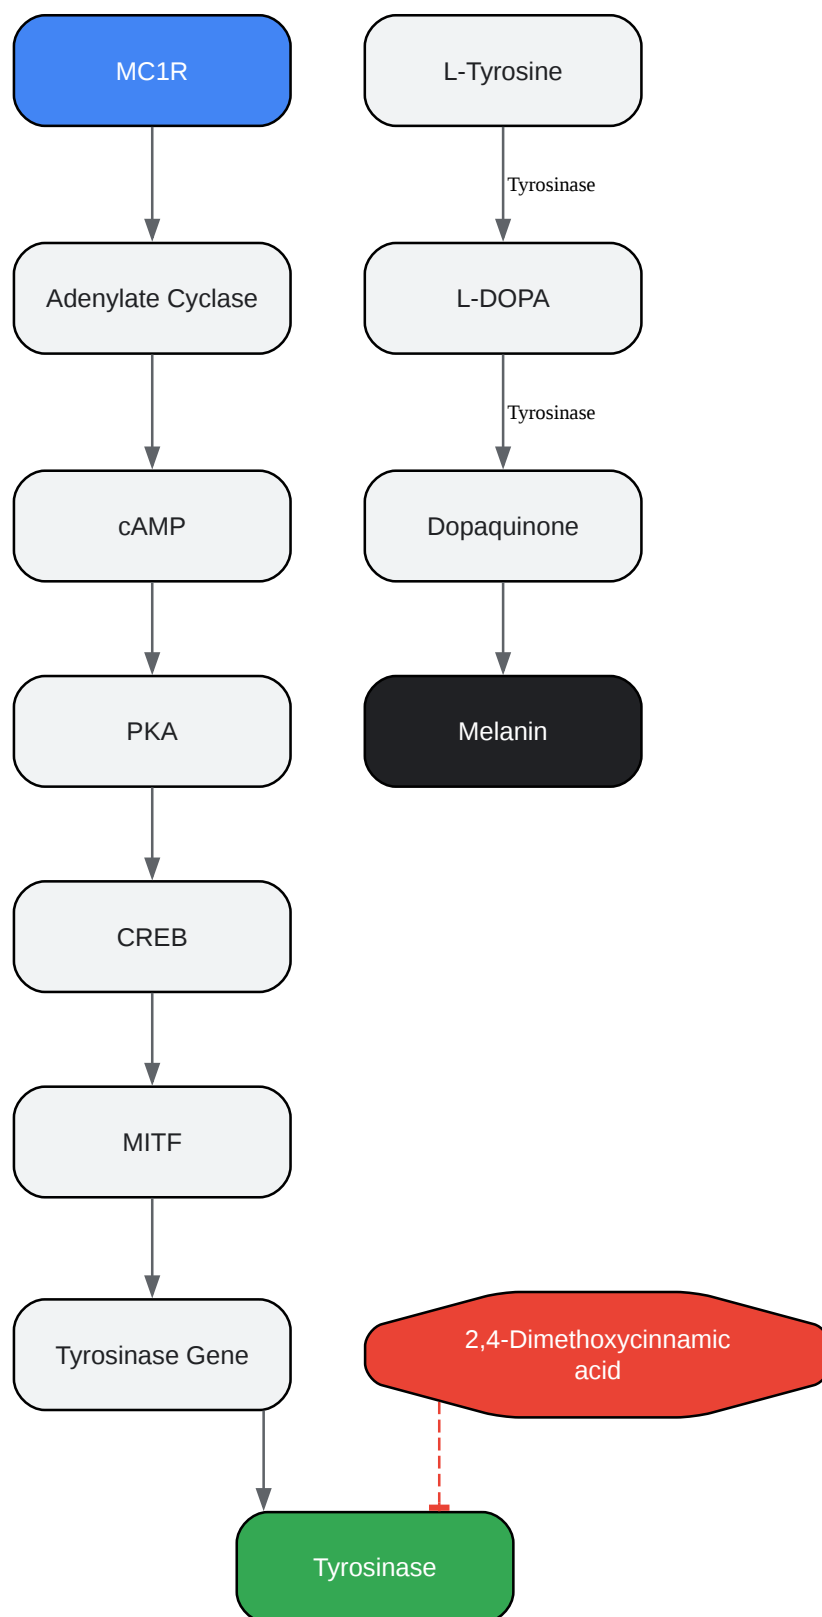 MC1R
Adenylate Cyclase
cAMP
PKA
CREB
MITF
Tyrosinase Gene
L-Tyrosine
Tyrosinase
L-DOPA
Tyrosinase
Dopaquinone
Melanin
2,4-Dimethoxycinnamic
acid
Tyrosinase